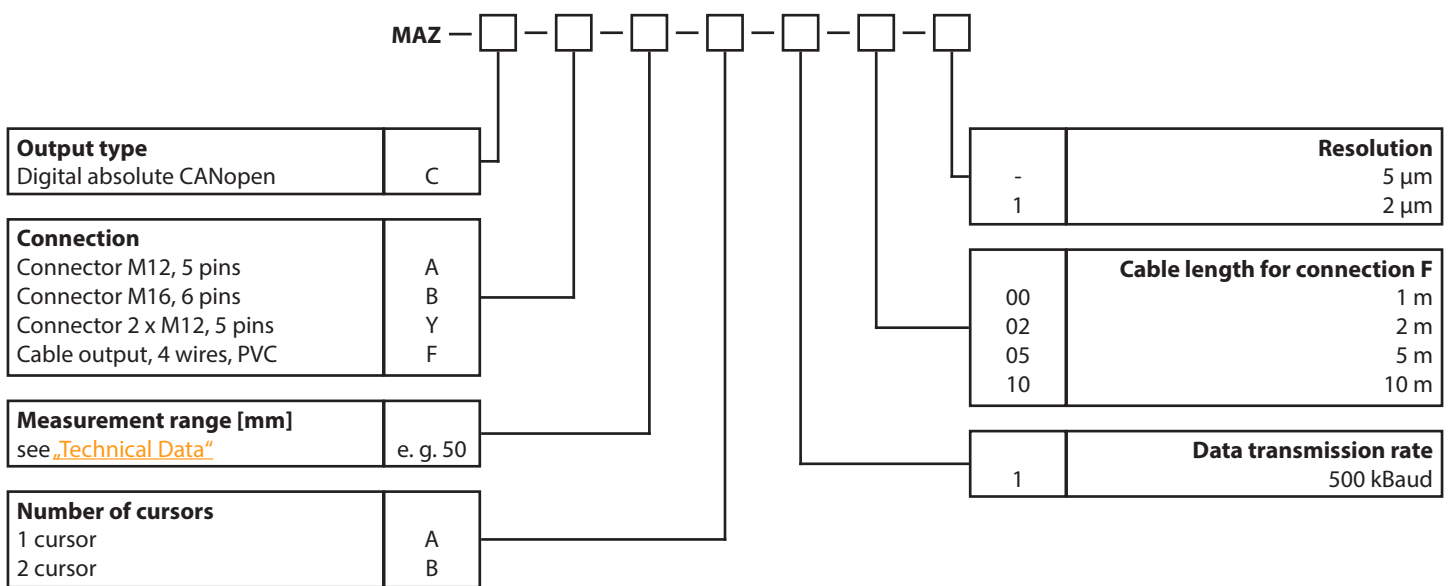 MAZ — — — — — — —
Output type
Digital absolute CANopen C
Connection
Connector M12, 5 pins A
Connector M16, 6 pins B
Connector 2 x M12, 5 pins Y
Cable output, 4 wires, PVC F
Measurement range [mm]
see „Technical Data“ e. g. 50
Number of cursors
1 cursor A
2 cursor B
Resolution
- 5 µm
1 2 µm
Cable length for connection F
00 1 m
02 2 m
05 5 m
10 10 m
Data transmission rate
1 500 kBaud